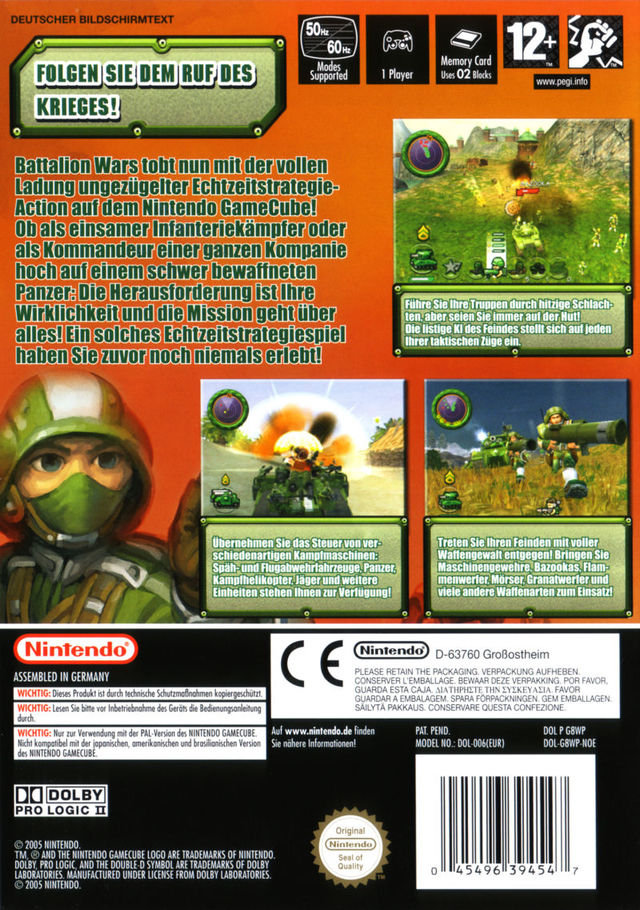 DEUTSCHER BILDSCHIRMTEXT
FOLGEN SIE DEM RUF DES
KRIEGES!
50Hz
60Hz
Modes
Supported
1 Player
Memory Card
Uses 02 Blocks
12+
™
www.pegi.info
Battalion Wars tobt nun mit der vollen
Ladung ungezügelter Echtzeitstrategie-
Action auf dem Nintendo GameCube!
Ob als einsamer Infanteriekämpfer oder
als Kommandeur einer ganzen Kompanie
hoch auf einem schwer bewaffneten
Panzer: Die Herausforderung ist Ihre
Wirklichkeit und die Mission geht über
alles! Ein solches Echtzeitstrategiespiel
haben Sie zuvor noch niemals erlebt!
Führe Sie Ihre Truppen durch hitzige Schlach-
ten, aber seien Sie immer auf der Hut!
Die listige KI des Feindes stellt sich auf jeden
Ihrer taktischen Züge ein.
Übernehmen Sie das Steuer von ver-
schiedenartigen Kampfmaschinen:
Späh- und Flugabwehrfahrzeuge, Panzer,
Kampfhelikopter, Jäger und weitere
Einheiten stehen Ihnen zur Verfügung!
Treten Sie Ihren Feinden mit voller
Waffengewalt entgegen! Bringen Sie
Maschinengewehre, Bazookas, Flam-
menwerfer, Mörser, Granatwerfer und
viele andere Waffenarten zum Einsatz!
Nintendo®
ASSEMBLED IN GERMANY
WICHTIG: Dieses Produkt ist durch technische Schutzmaßnahmen kopiergeschützt.
WICHTIG: Lesen Sie bitte vor Inbetriebnahme des Geräts die Bedienungsanleitung
durch.
WICHTIG: Nur zur Verwendung mit der PAL-Version des NINTENDO GAMECUBE.
Nicht kompatibel mit der japanischen, amerikanischen und brasilianischen Version
des NINTENDO GAMECUBE.
CE
Nintendo® D-63760 Großostheim
PLEASE RETAIN THE PACKAGING. VERPACKUNG AUFHEBEN.
CONSERVER L'EMBALLAGE. BEWAAR DEZE VERPAKKING. POR FAVOR,
GUARDA ESTA CAJA. ΔΙΑΤΗΡΗΣΤΕ ΤΗΝ ΣΥΣΚΕΥΑΣΙΑ. FAVOR
GUARDAR A EMBALAGEM. SPARA FÖRPACKNINGEN. GEM EMBALLAGEN.
SÄILYTÄ PAKKAUS. CONSERVARE QUESTA CONFEZIONE.
Auf www.nintendo.de finden
Sie nähere Informationen!
PAT. PEND.
MODEL NO.: DOL-006(EUR)
DOL P G8WP
DOL-G8WP-NOE
DOLBY
PRO LOGIC II
Original
Nintendo®
Seal of
Quality
TM
0 45496 39454 7
© 2005 NINTENDO.
TM, ® AND THE NINTENDO GAMECUBE LOGO ARE TRADEMARKS OF NINTENDO.
DOLBY, PRO LOGIC, AND THE DOUBLE-D SYMBOL ARE TRADEMARKS OF DOLBY
LABORATORIES. MANUFACTURED UNDER LICENSE FROM DOLBY LABORATORIES.
© 2005 NINTENDO.